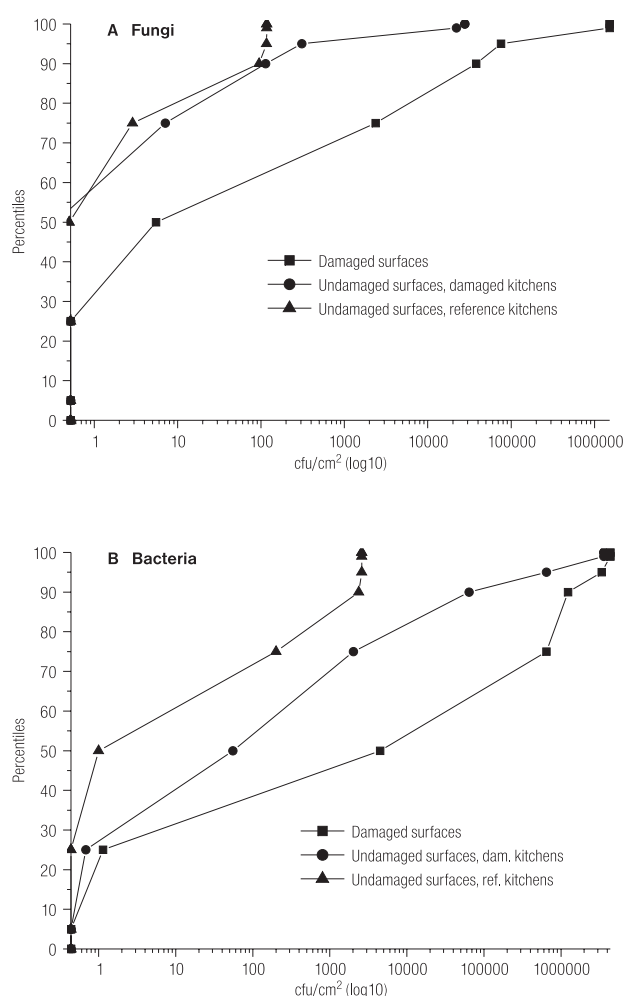 A Fungi
100
90
80
70
60
50
40
30
20
10
0
Percentiles
Damaged surfaces
Undamaged surfaces, damaged kitchens
Undamaged surfaces, reference kitchens
1 10 100 1000 10000 100000 1000000
cfu/cm² (log10)
B Bacteria
100
90
80
70
60
50
40
30
20
10
0
Percentiles
Damaged surfaces
Undamaged surfaces, dam. kitchens
Undamaged surfaces, ref. kitchens
1 10 100 1000 10000 100000 1000000
cfu/cm² (log10)